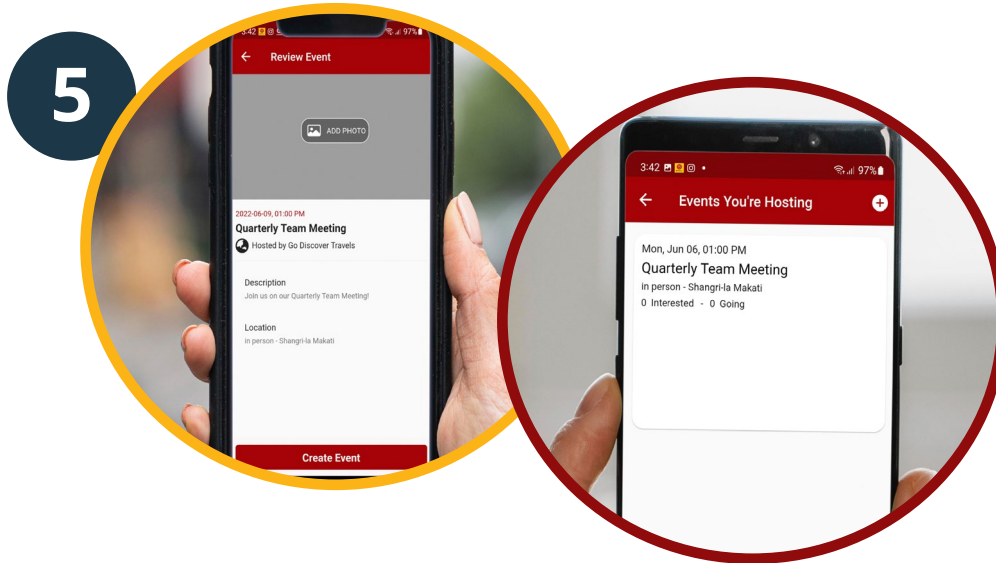 5
3:42
97%
Review Event
ADD PHOTO
2022-06-09, 01:00 PM
Quarterly Team Meeting
Hosted by Go Discover Travels
Description
Join us on our Quarterly Team Meeting!
Location
in person - Shangri-la Makati
Create Event
3:42
97%
Events You're Hosting
Mon, Jun 06, 01:00 PM
Quarterly Team Meeting
in person - Shangri-la Makati
0 Interested - 0 Going